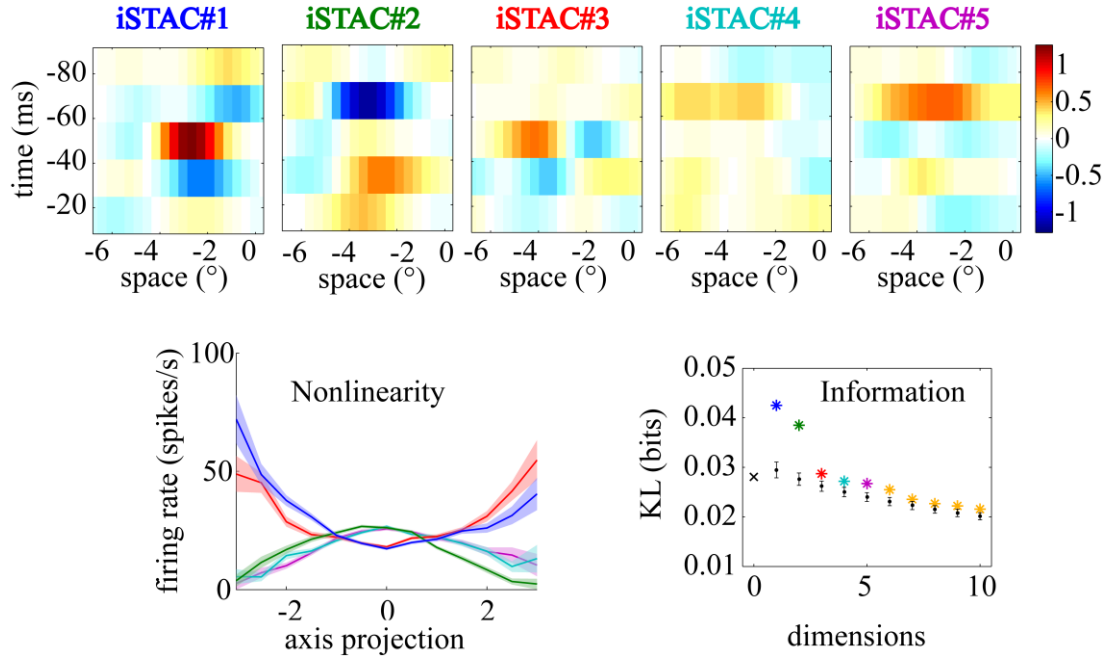 iSTAC#1 iSTAC#2 iSTAC#3 iSTAC#4 iSTAC#5
time (ms)
-80
-60
-40
-20
-6 -4 -2 0
space (°)
-6 -4 -2 0
space (°)
-6 -4 -2 0
space (°)
-6 -4 -2 0
space (°)
-6 -4 -2 0
space (°)
1
0.5
0
-0.5
-1
firing rate (spikes/s)
100
50
0
Nonlinearity
-2 0 2
axis projection
KL (bits)
0.05
0.04
0.03
0.02
0.01
Information
0 5 10
dimensions